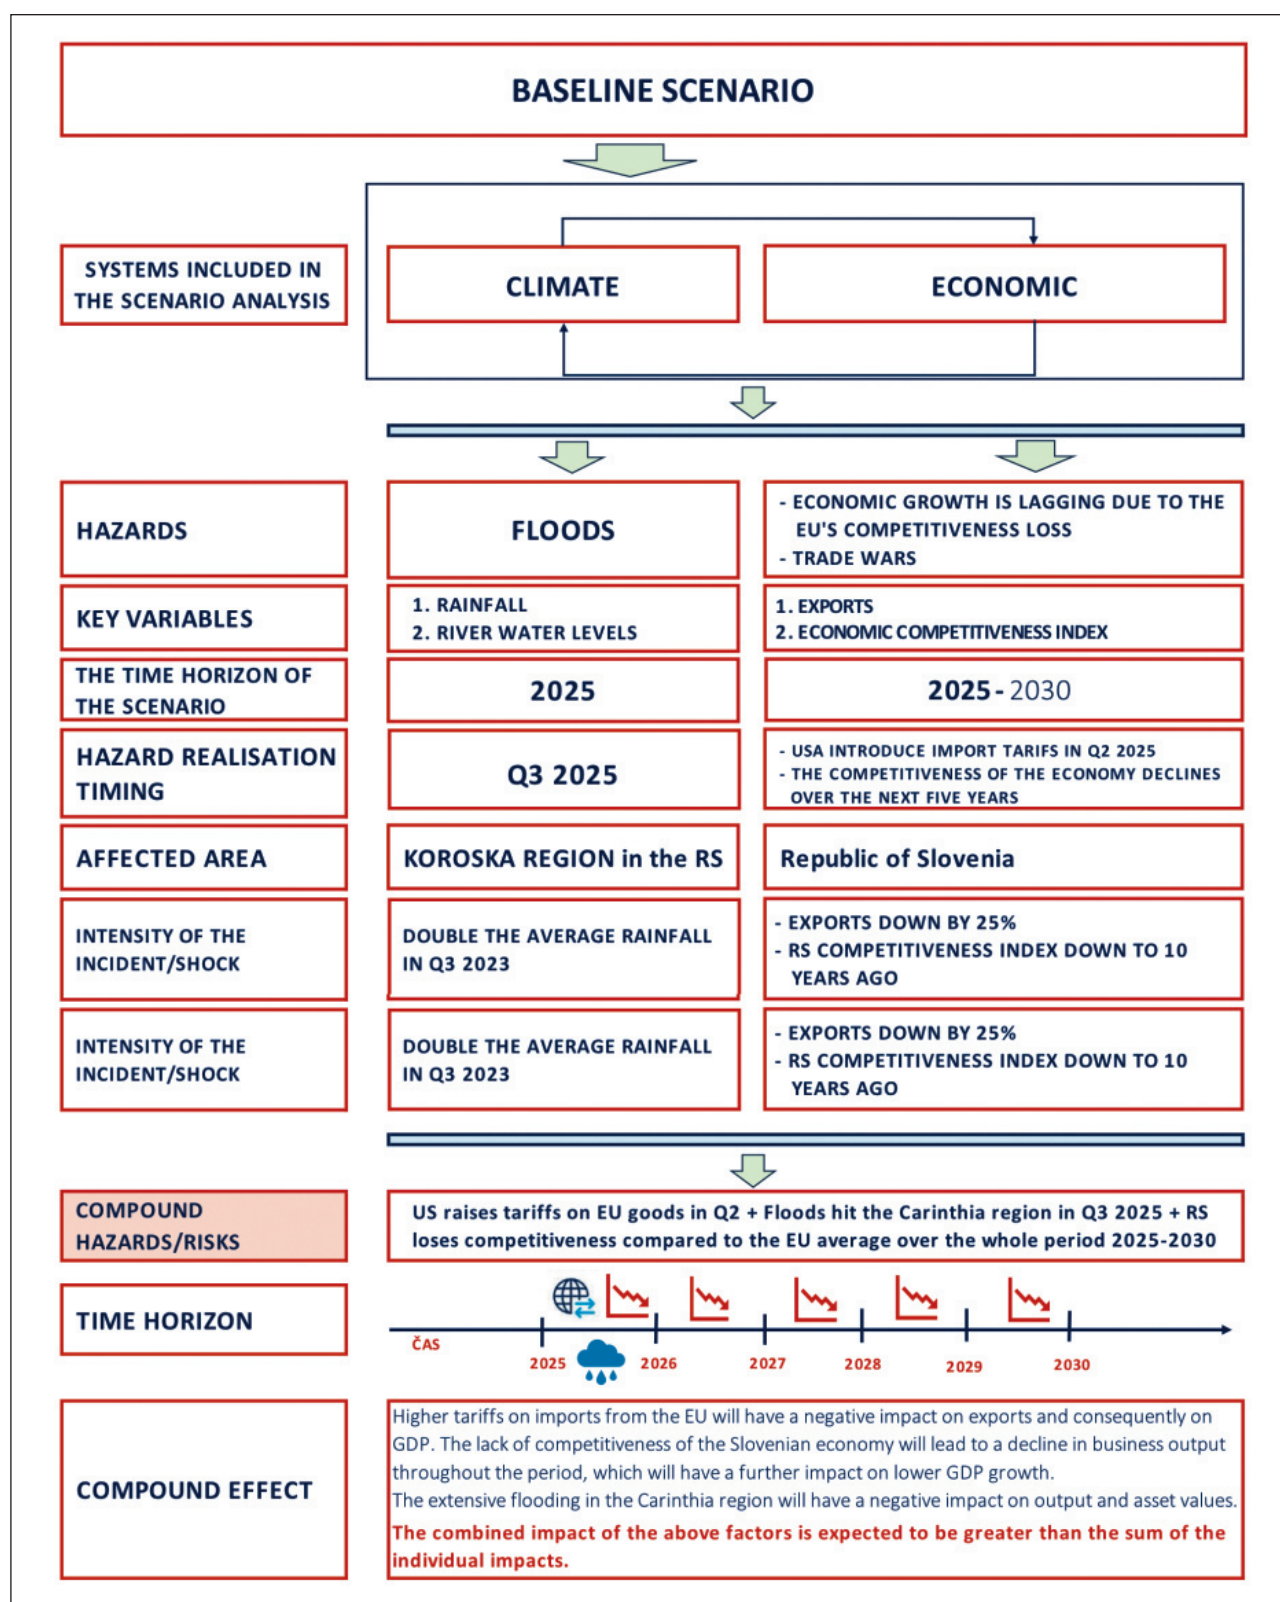 BASELINE SCENARIO
SYSTEMS INCLUDED IN
THE SCENARIO ANALYSIS
CLIMATE
ECONOMIC
HAZARDS
FLOODS
- ECONOMIC GROWTH IS LAGGING DUE TO THE
EU'S COMPETITIVENESS LOSS
- TRADE WARS
KEY VARIABLES
1. RAINFALL
2. RIVER WATER LEVELS
1. EXPORTS
2. ECONOMIC COMPETITIVENESS INDEX
THE TIME HORIZON OF
THE SCENARIO
2025
2025 - 2030
HAZARD REALISATION
TIMING
Q3 2025
- USA INTRODUCE IMPORT TARIFS IN Q2 2025
- THE COMPETITIVENESS OF THE ECONOMY DECLINES
OVER THE NEXT FIVE YEARS
AFFECTED AREA
KOROSKA REGION in the RS
Republic of Slovenia
INTENSITY OF THE
INCIDENT/SHOCK
DOUBLE THE AVERAGE RAINFALL
IN Q3 2023
- EXPORTS DOWN BY 25%
- RS COMPETITIVENESS INDEX DOWN TO 10
YEARS AGO
INTENSITY OF THE
INCIDENT/SHOCK
DOUBLE THE AVERAGE RAINFALL
IN Q3 2023
- EXPORTS DOWN BY 25%
- RS COMPETITIVENESS INDEX DOWN TO 10
YEARS AGO
COMPOUND
HAZARDS/RISKS
US raises tariffs on EU goods in Q2 + Floods hit the Carinthia region in Q3 2025 + RS
loses competitiveness compared to the EU average over the whole period 2025-2030
TIME HORIZON
ČAS
2025 2026 2027 2028 2029 2030
COMPOUND EFFECT
Higher tariffs on imports from the EU will have a negative impact on exports and consequently on
GDP. The lack of competitiveness of the Slovenian economy will lead to a decline in business output
throughout the period, which will have a further impact on lower GDP growth.
The extensive flooding in the Carinthia region will have a negative impact on output and asset values.
The combined impact of the above factors is expected to be greater than the sum of the
individual impacts.